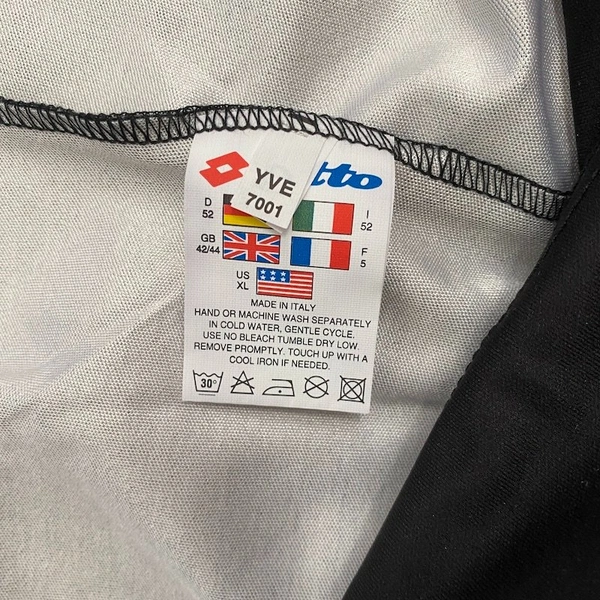 YVE
7001
tto
D
52
I
52
GB
42/44
F
5
US
XL
MADE IN ITALY
HAND OR MACHINE WASH SEPARATELY
IN COLD WATER, GENTLE CYCLE.
USE NO BLEACH TUMBLE DRY LOW.
REMOVE PROMPTLY. TOUCH UP WITH A
COOL IRON IF NEEDED.
30°